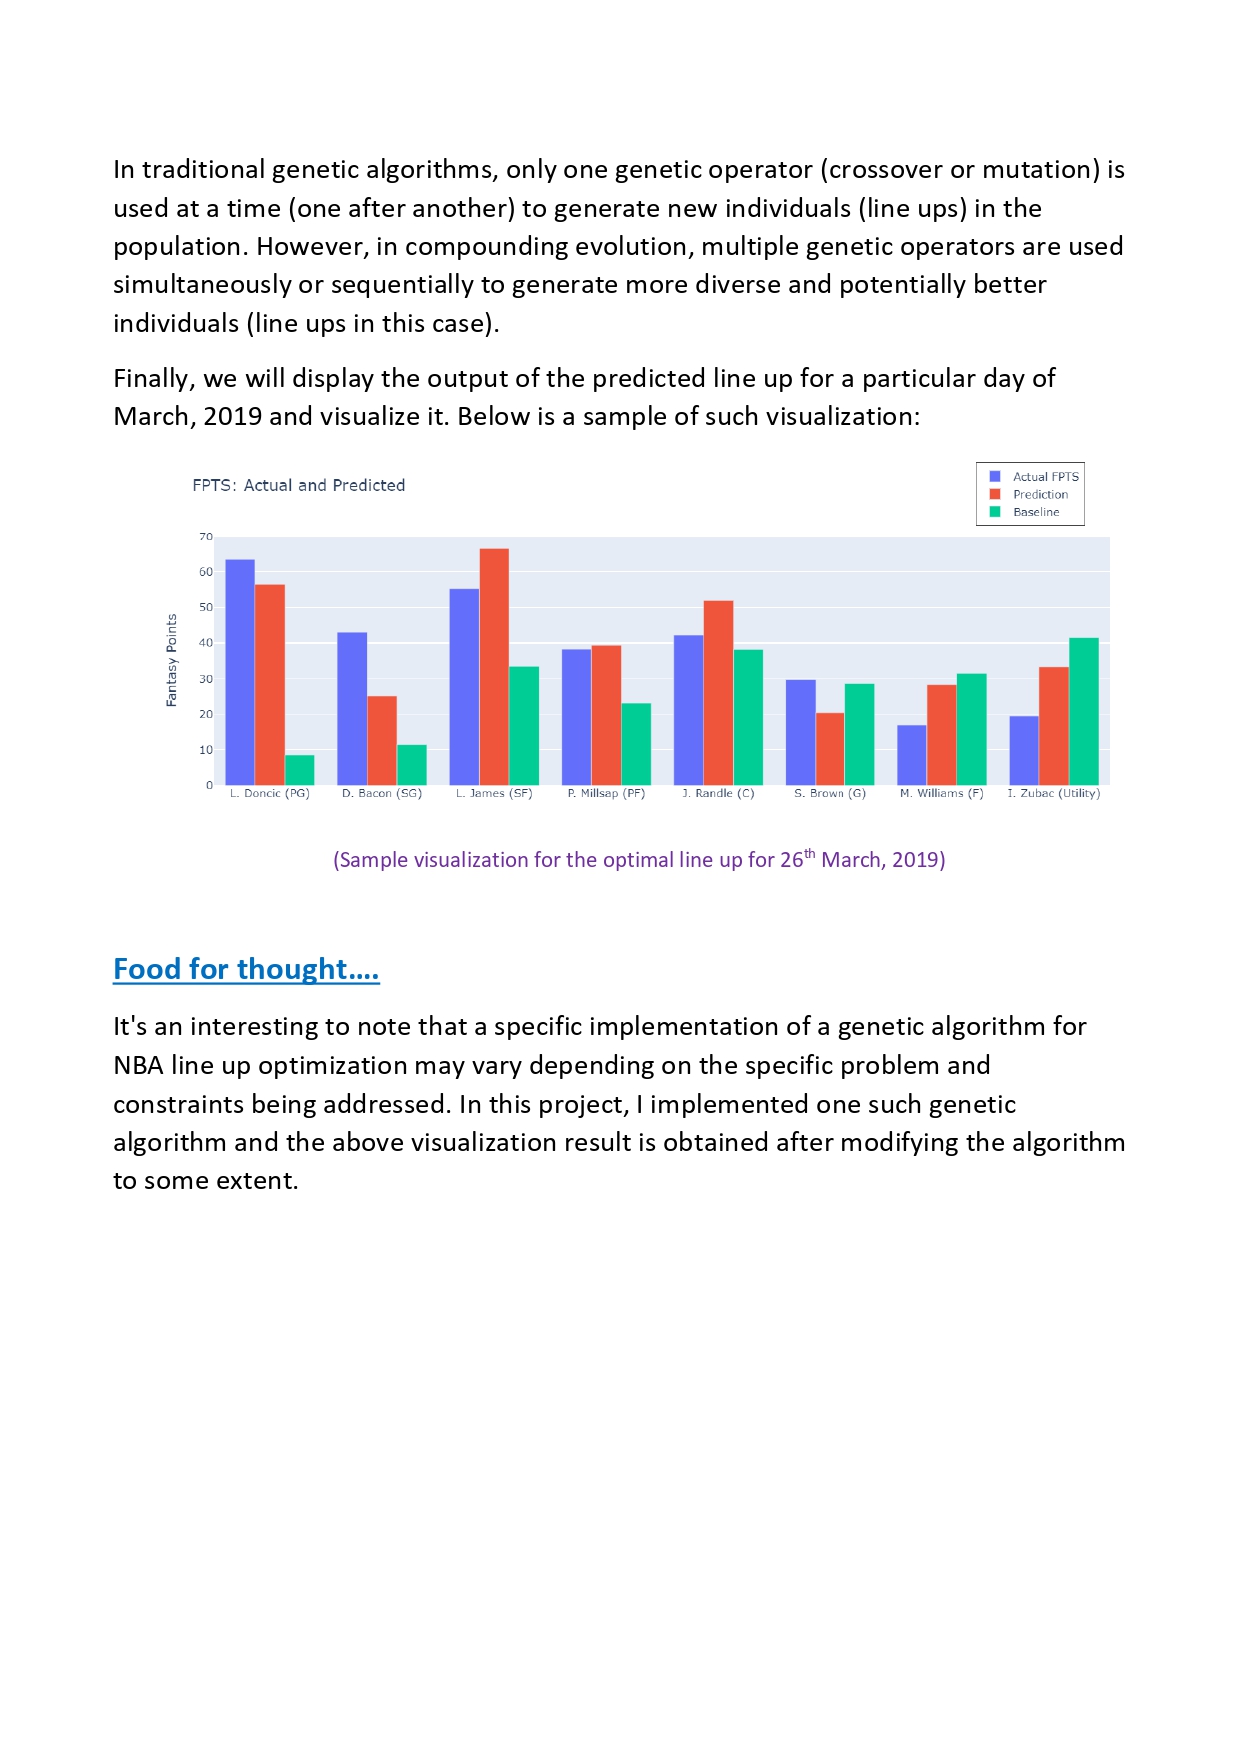 In traditional genetic algorithms, only one genetic operator (crossover or mutation) is
used at a time (one after another) to generate new individuals (line ups) in the
population. However, in compounding evolution, multiple genetic operators are used
simultaneously or sequentially to generate more diverse and potentially better
individuals (line ups in this case).
Finally, we will display the output of the predicted line up for a particular day of
March, 2019 and visualize it. Below is a sample of such visualization:
FPTS: Actual and Predicted
Actual FPTS
Prediction
Baseline
Fantasy Points
70
60
50
40
30
20
10
0
L. Doncic (PG) D. Bacon (SG) L. James (SF) P. Millsap (PF) J. Randle (C) S. Brown (G) M. Williams (F) I. Zubac (Utility)
(Sample visualization for the optimal line up for 26th March, 2019)
Food for thought....
It's an interesting to note that a specific implementation of a genetic algorithm for
NBA line up optimization may vary depending on the specific problem and
constraints being addressed. In this project, I implemented one such genetic
algorithm and the above visualization result is obtained after modifying the algorithm
to some extent.